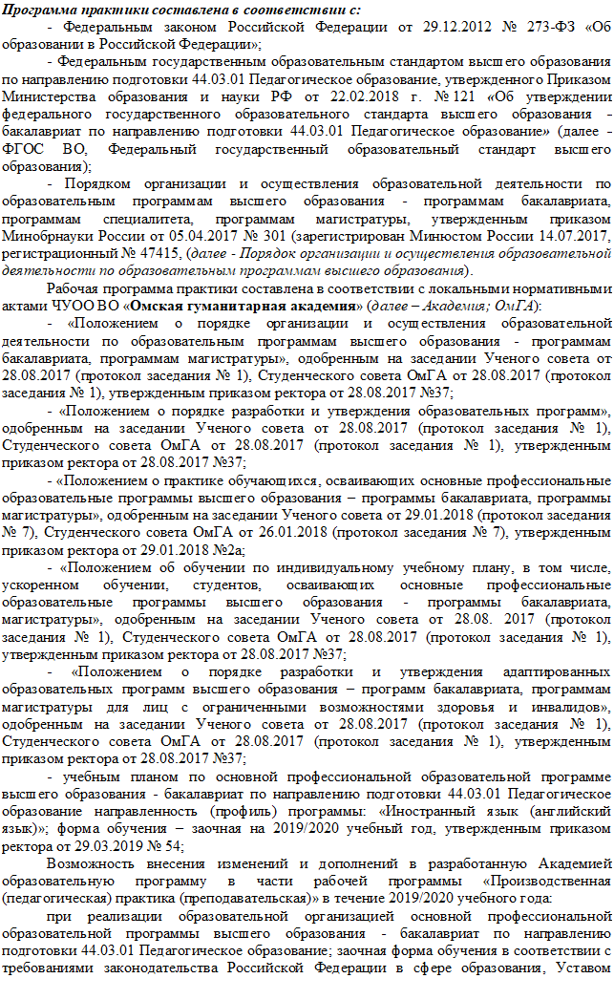 Программа практики составлена в соответствии с:
- Федеральным законом Российской Федерации от 29.12.2012 № 273-ФЗ «Об
образовании в Российской Федерации»;
- Федеральным государственным образовательным стандартом высшего образования
по направлению подготовки 44.03.01 Педагогическое образование, утвержденного Приказом
Министерства образования и науки РФ от 22.02.2018 г. №121 «Об утверждении
федерального государственного образовательного стандарта высшего образования -
бакалавриат по направлению подготовки 44.03.01 Педагогическое образование» (далее -
ФГОС ВО, Федеральный государственный образовательный стандарт высшего
образования);
- Порядком организации и осуществления образовательной деятельности по
образовательным программам высшего образования - программам бакалавриата,
программам специалитета, программам магистратуры, утвержденным приказом
Минобрнауки России от 05.04.2017 № 301 (зарегистрирован Минюстом России 14.07.2017,
регистрационный № 47415, (далее - Порядок организации и осуществления образовательной
деятельности по образовательным программам высшего образования).
Рабочая программа практики составлена в соответствии с локальными нормативными
актами ЧУОО ВО «Омская гуманитарная академия» (далее – Академия; ОмГА):
- «Положением о порядке организации и осуществления образовательной
деятельности по образовательным программам высшего образования - программам
бакалавриата, программам магистратуры», одобренным на заседании Ученого совета от
28.08.2017 (протокол заседания № 1), Студенческого совета ОмГА от 28.08.2017 (протокол
заседания № 1), утвержденным приказом ректора от 28.08.2017 №37;
- «Положением о порядке разработки и утверждения образовательных программ»,
одобренным на заседании Ученого совета от 28.08.2017 (протокол заседания № 1),
Студенческого совета ОмГА от 28.08.2017 (протокол заседания № 1), утвержденным
приказом ректора от 28.08.2017 №37;
- «Положением о практике обучающихся, осваивающих основные профессиональные
образовательные программы высшего образования – программы бакалавриата, программы
магистратуры», одобренным на заседании Ученого совета от 29.01.2018 (протокол заседания
№ 7), Студенческого совета ОмГА от 26.01.2018 (протокол заседания № 7), утвержденным
приказом ректора от 29.01.2018 №2а;
- «Положением об обучении по индивидуальному учебному плану, в том числе,
ускоренном обучении, студентов, осваивающих основные профессиональные
образовательные программы высшего образования - программы бакалавриата,
магистратуры», одобренным на заседании Ученого совета от 28.08. 2017 (протокол
заседания № 1), Студенческого совета ОмГА от 28.08.2017 (протокол заседания № 1),
утвержденным приказом ректора от 28.08.2017 №37;
- «Положением о порядке разработки и утверждения адаптированных
образовательных программ высшего образования – программ бакалавриата, программам
магистратуры для лиц с ограниченными возможностями здоровья и инвалидов»,
одобренным на заседании Ученого совета от 28.08.2017 (протокол заседания № 1),
Студенческого совета ОмГА от 28.08.2017 (протокол заседания № 1), утвержденным
приказом ректора от 28.08.2017 №37;
- учебным планом по основной профессиональной образовательной программе
высшего образования - бакалавриат по направлению подготовки 44.03.01 Педагогическое
образование направленность (профиль) программы: «Иностранный язык (английский
язык)»; форма обучения – заочная на 2019/2020 учебный год, утвержденным приказом
ректора от 29.03.2019 № 54;
Возможность внесения изменений и дополнений в разработанную Академией
образовательную программу в части рабочей программы «Производственная
(педагогическая) практика (преподавательская)» в течение 2019/2020 учебного года:
при реализации образовательной организацией основной профессиональной
образовательной программы высшего образования - бакалавриат по направлению
подготовки 44.03.01 Педагогическое образование; заочная форма обучения в соответствии с
требованиями законодательства Российской Федерации в сфере образования, Уставом